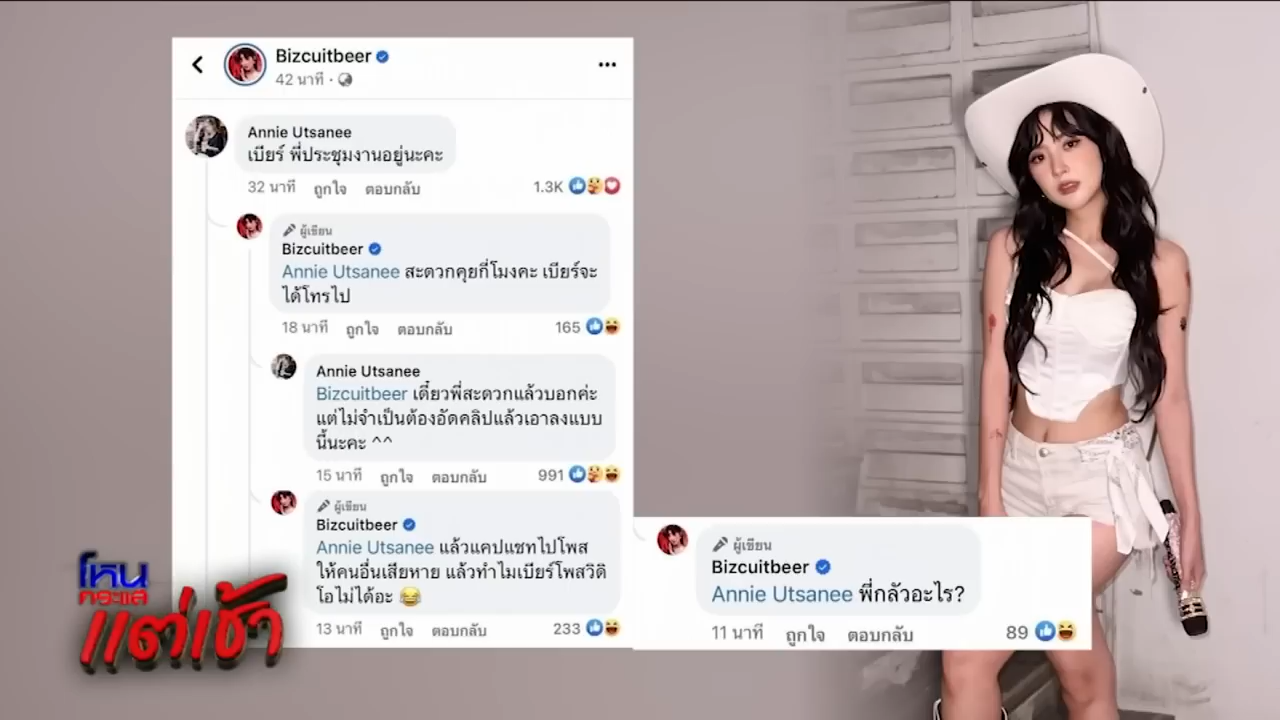 Bizcuitbeer
42 นาที ·
Annie Utsanee
เบียร์ พี่ประชุมงานอยู่นะคะ
32 นาที ถูกใจ ตอบกลับ 1.3K
ผู้เขียน
Bizcuitbeer
Annie Utsanee สะดวกคุยกี่โมงคะ เบียร์จะ
ได้โทรไป
18 นาที ถูกใจ ตอบกลับ 165
Annie Utsanee
Bizcuitbeer เดี๋ยวพี่สะดวกแล้วบอกค่ะ
แต่ไม่จำเป็นต้องอัดคลิปแล้วเอาลงแบบ
นี้นะคะ ^^
15 นาที ถูกใจ ตอบกลับ 991
ผู้เขียน
Bizcuitbeer
Annie Utsanee แล้วแคปแชทไปโพส
ให้คนอื่นเสียหาย แล้วทำไมเบียร์โพสวิดิ
โอไม่ได้อะ 😂
13 นาที ถูกใจ ตอบกลับ 233
ผู้เขียน
Bizcuitbeer
Annie Utsanee พี่กลัวอะไร?
11 นาที ถูกใจ ตอบกลับ 89
โหน
กระแส
แต่เช้า